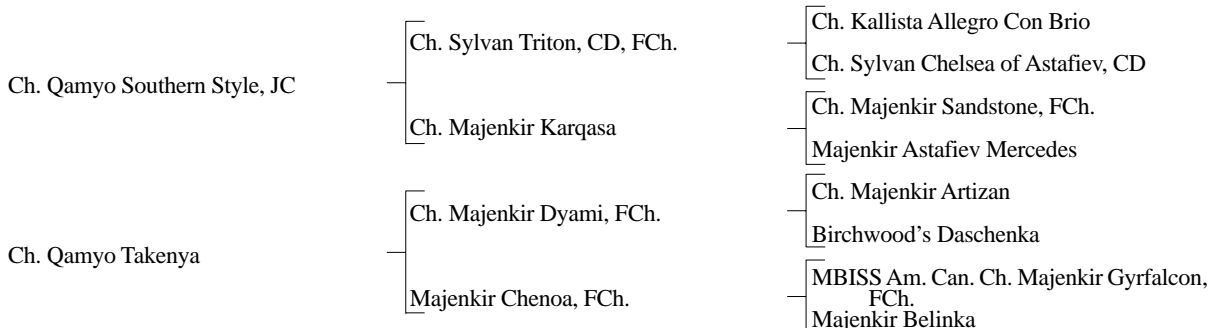 Ch. Kallista Allegro Con Brio
Ch. Sylvan Triton, CD, FCh.
Ch. Sylvan Chelsea of Astafiev, CD
Ch. Qamyo Southern Style, JC
Ch. Majenkir Sandstone, FCh.
Ch. Majenkir Karqasa
Majenkir Astafiev Mercedes
Ch. Majenkir Artizan
Ch. Majenkir Dyami, FCh.
Birchwood's Daschenka
Ch. Qamyo Takenya
MBISS Am. Can. Ch. Majenkir Gyrfalcon,
FCh.
Majenkir Chenoa, FCh.
Majenkir Belinka